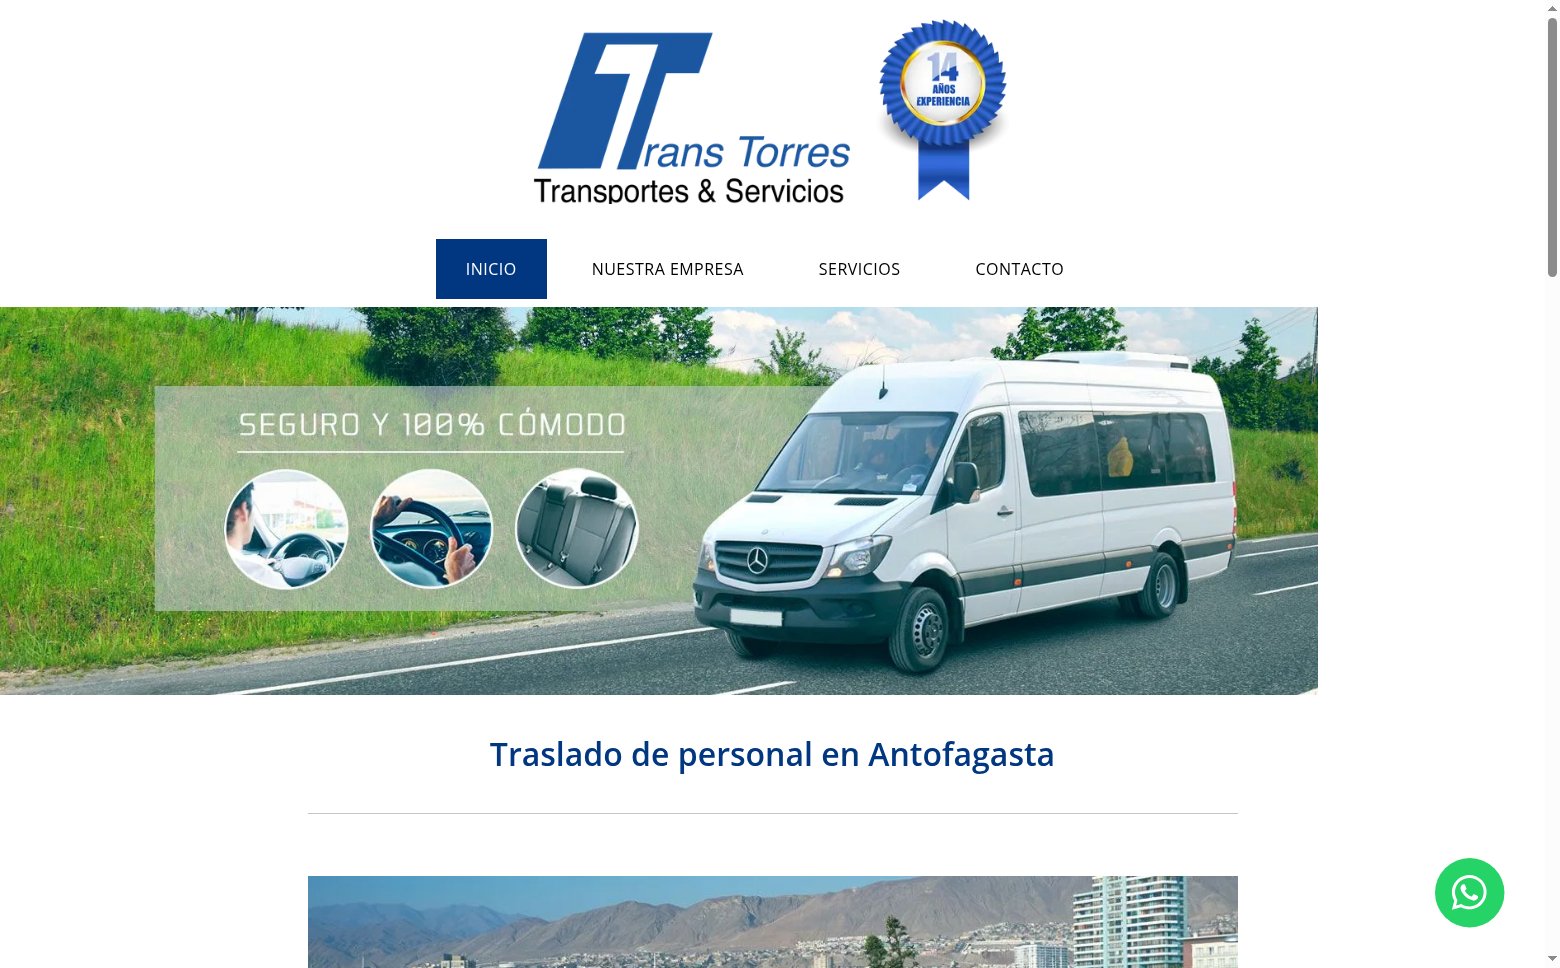 Trans Torres
Transportes & Servicios
14
AÑOS
EXPERIENCIA
INICIO
NUESTRA EMPRESA
SERVICIOS
CONTACTO
SEGURO Y 100% CÓMODO
Traslado de personal en Antofagasta